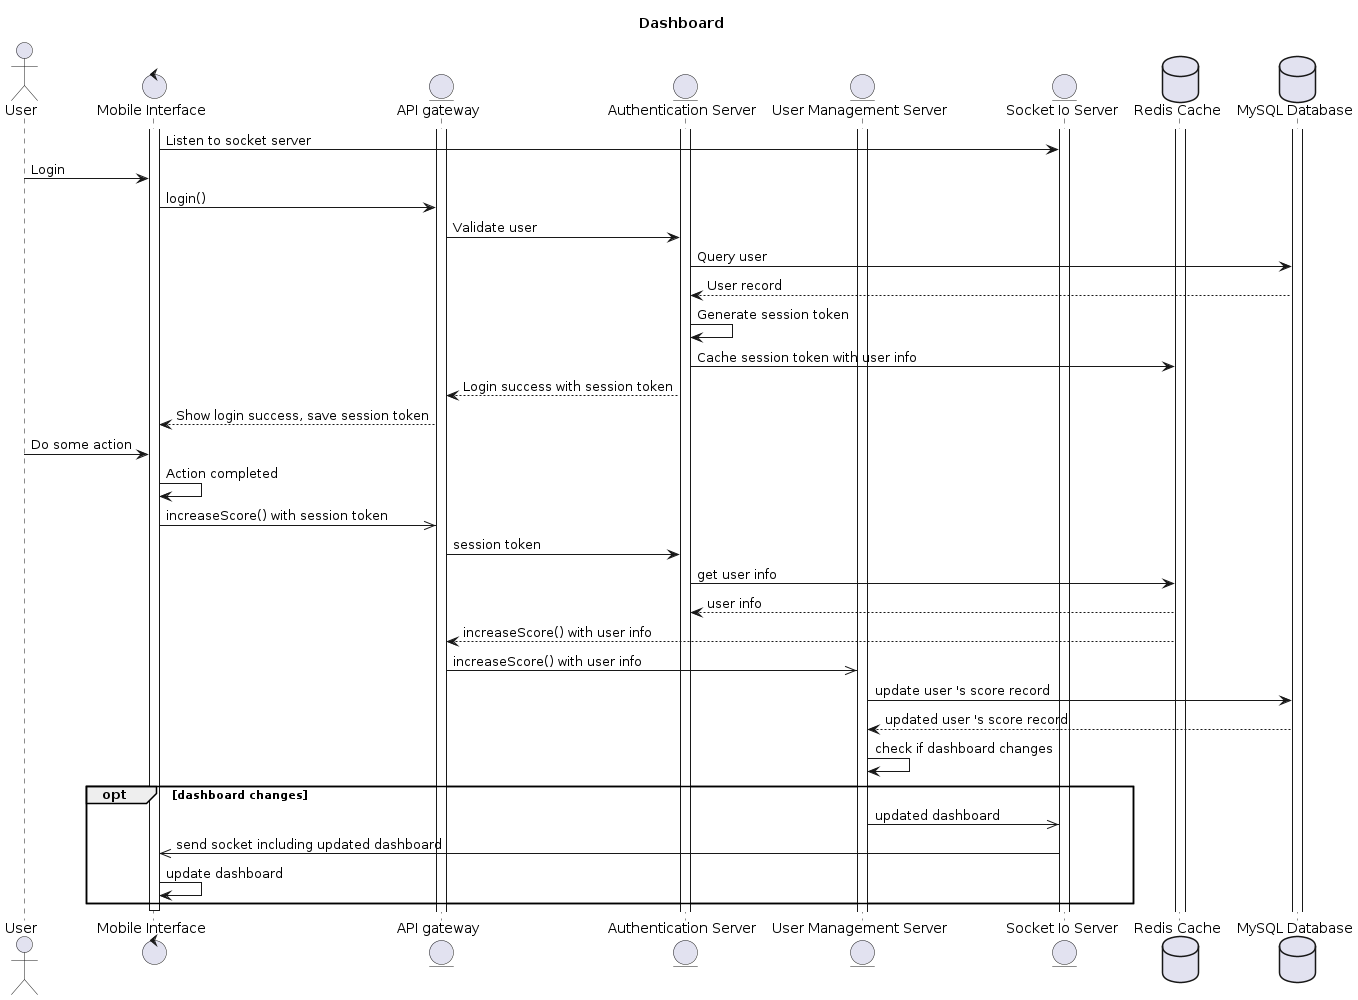 Dashboard
User
Mobile Interface
API gateway
Authentication Server
User Management Server
Socket Io Server
Redis Cache
MySQL Database
Listen to socket server
Login
login()
Validate user
Query user
User record
Generate session token
Cache session token with user info
Login success with session token
Show login success, save session token
Do some action
Action completed
increaseScore() with session token
session token
get user info
user info
increaseScore() with user info
increaseScore() with user info
update user 's score record
updated user 's score record
check if dashboard changes
opt [dashboard changes]
updated dashboard
send socket including updated dashboard
update dashboard
User
Mobile Interface
API gateway
Authentication Server
User Management Server
Socket Io Server
Redis Cache
MySQL Database